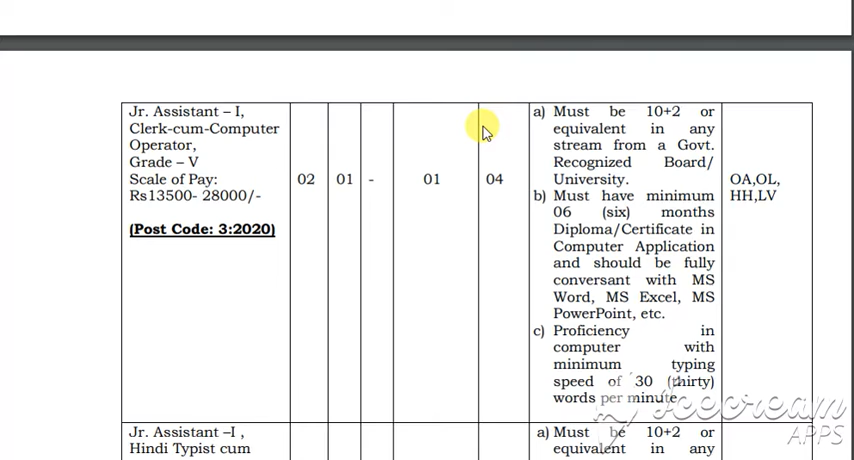 Jr. Assistant – I,
Clerk-cum-Computer
Operator,
Grade – V
Scale of Pay:
Rs13500- 28000/-
(Post Code: 3:2020)
02
01
-
01
04
a) Must be 10+2 or
equivalent in any
stream from a Govt.
Recognized Board/
University.
b) Must have minimum
06 (six) months
Diploma/Certificate in
Computer Application
and should be fully
conversant with MS
Word, MS Excel, MS
PowerPoint, etc.
c) Proficiency in
computer with
minimum typing
speed of 30 (thirty)
words per minute
OA,OL,
HH,LV
Icecream
APPS
Jr. Assistant –I ,
Hindi Typist cum
a) Must be 10+2 or
equivalent in any